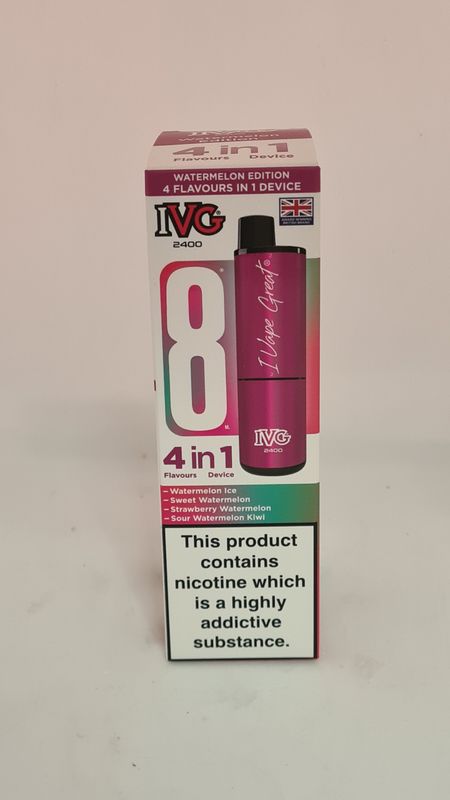 Watermelon
4 in 1
Flavours Device
WATERMELON EDITION
4 FLAVOURS IN 1 DEVICE
IVG®
2400
8
I Vape Great®
IVG
2400
4 in 1
Flavours Device
– Watermelon Ice
– Sweet Watermelon
– Strawberry Watermelon
– Sour Watermelon Kiwi
This product
contains
nicotine which
is a highly
addictive
substance.